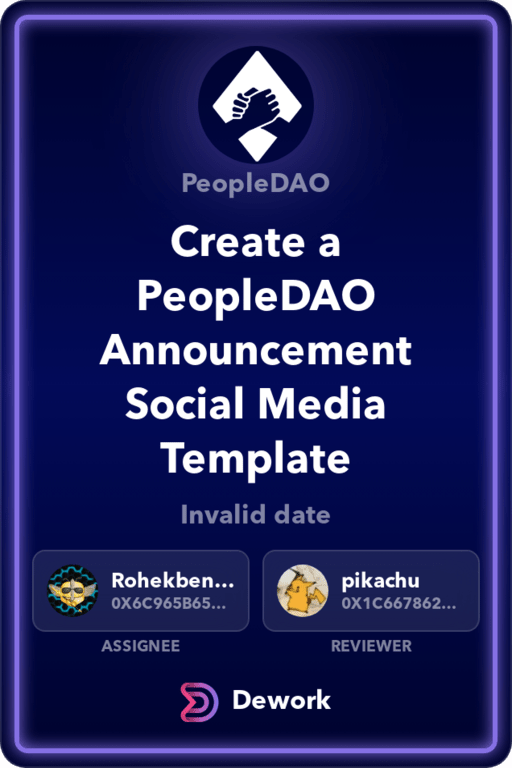 PeopleDAO
Create a
PeopleDAO
Announcement
Social Media
Template
Invalid date
Rohekben...
0X6C965B65...
pikachu
0X1C667862...
ASSIGNEE
REVIEWER
Dework